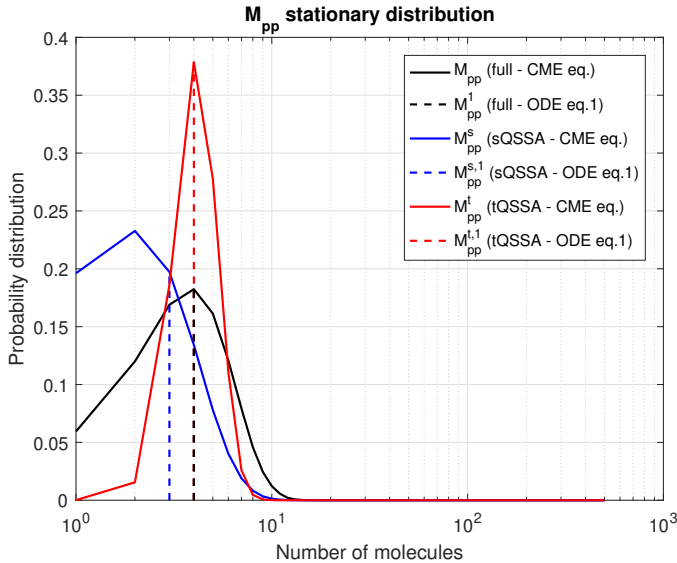 M_pp stationary distribution
Probability distribution
0.4
0.35
0.3
0.25
0.2
0.15
0.1
0.05
0
10^0
10^1
10^2
10^3
Number of molecules
M_pp (full - CME eq.)
M_pp^1 (full - ODE eq.1)
M_pp^s (sQSSA - CME eq.)
M_pp^s,1 (sQSSA - ODE eq.1)
M_pp^t (tQSSA - CME eq.)
M_pp^t,1 (tQSSA - ODE eq.1)